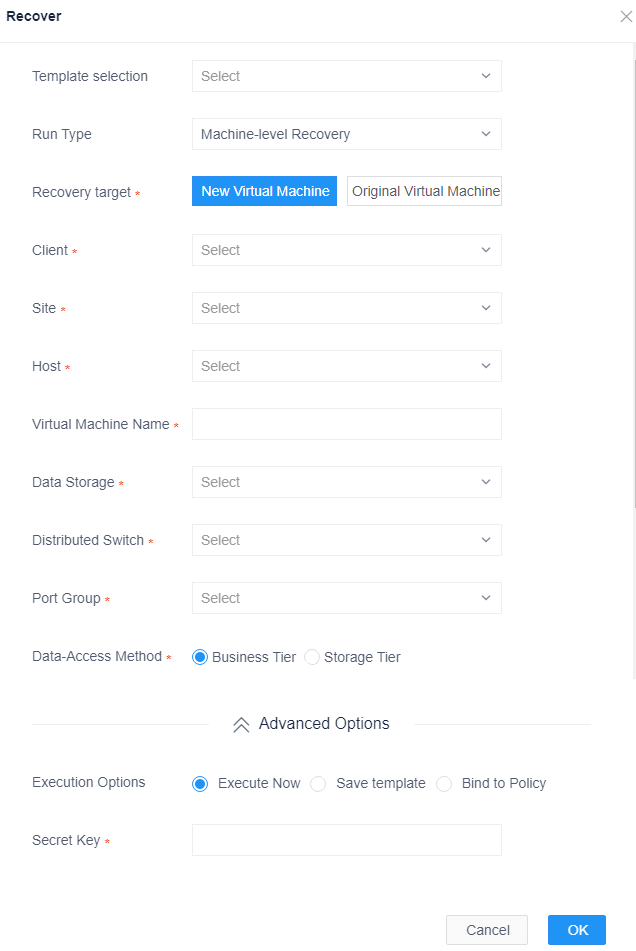 Recover
Template selection Select
Run Type Machine-level Recovery
Recovery target * New Virtual Machine Original Virtual Machine
Client * Select
Site * Select
Host * Select
Virtual Machine Name *
Data Storage * Select
Distributed Switch * Select
Port Group * Select
Data-Access Method * Business Tier Storage Tier
Advanced Options
Execution Options Execute Now Save template Bind to Policy
Secret Key *
Cancel OK